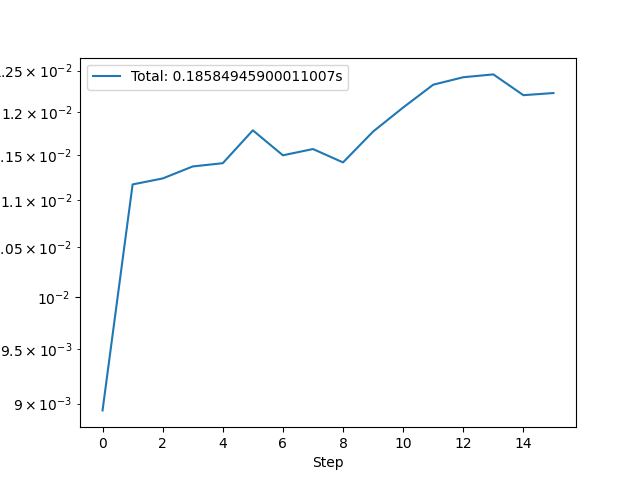 Total: 0.18584945900011007s
.25 × 10⁻²
1.2 × 10⁻²
.15 × 10⁻²
1.1 × 10⁻²
.05 × 10⁻²
10⁻²
9.5 × 10⁻³
9 × 10⁻³
0 2 4 6 8 10 12 14
Step